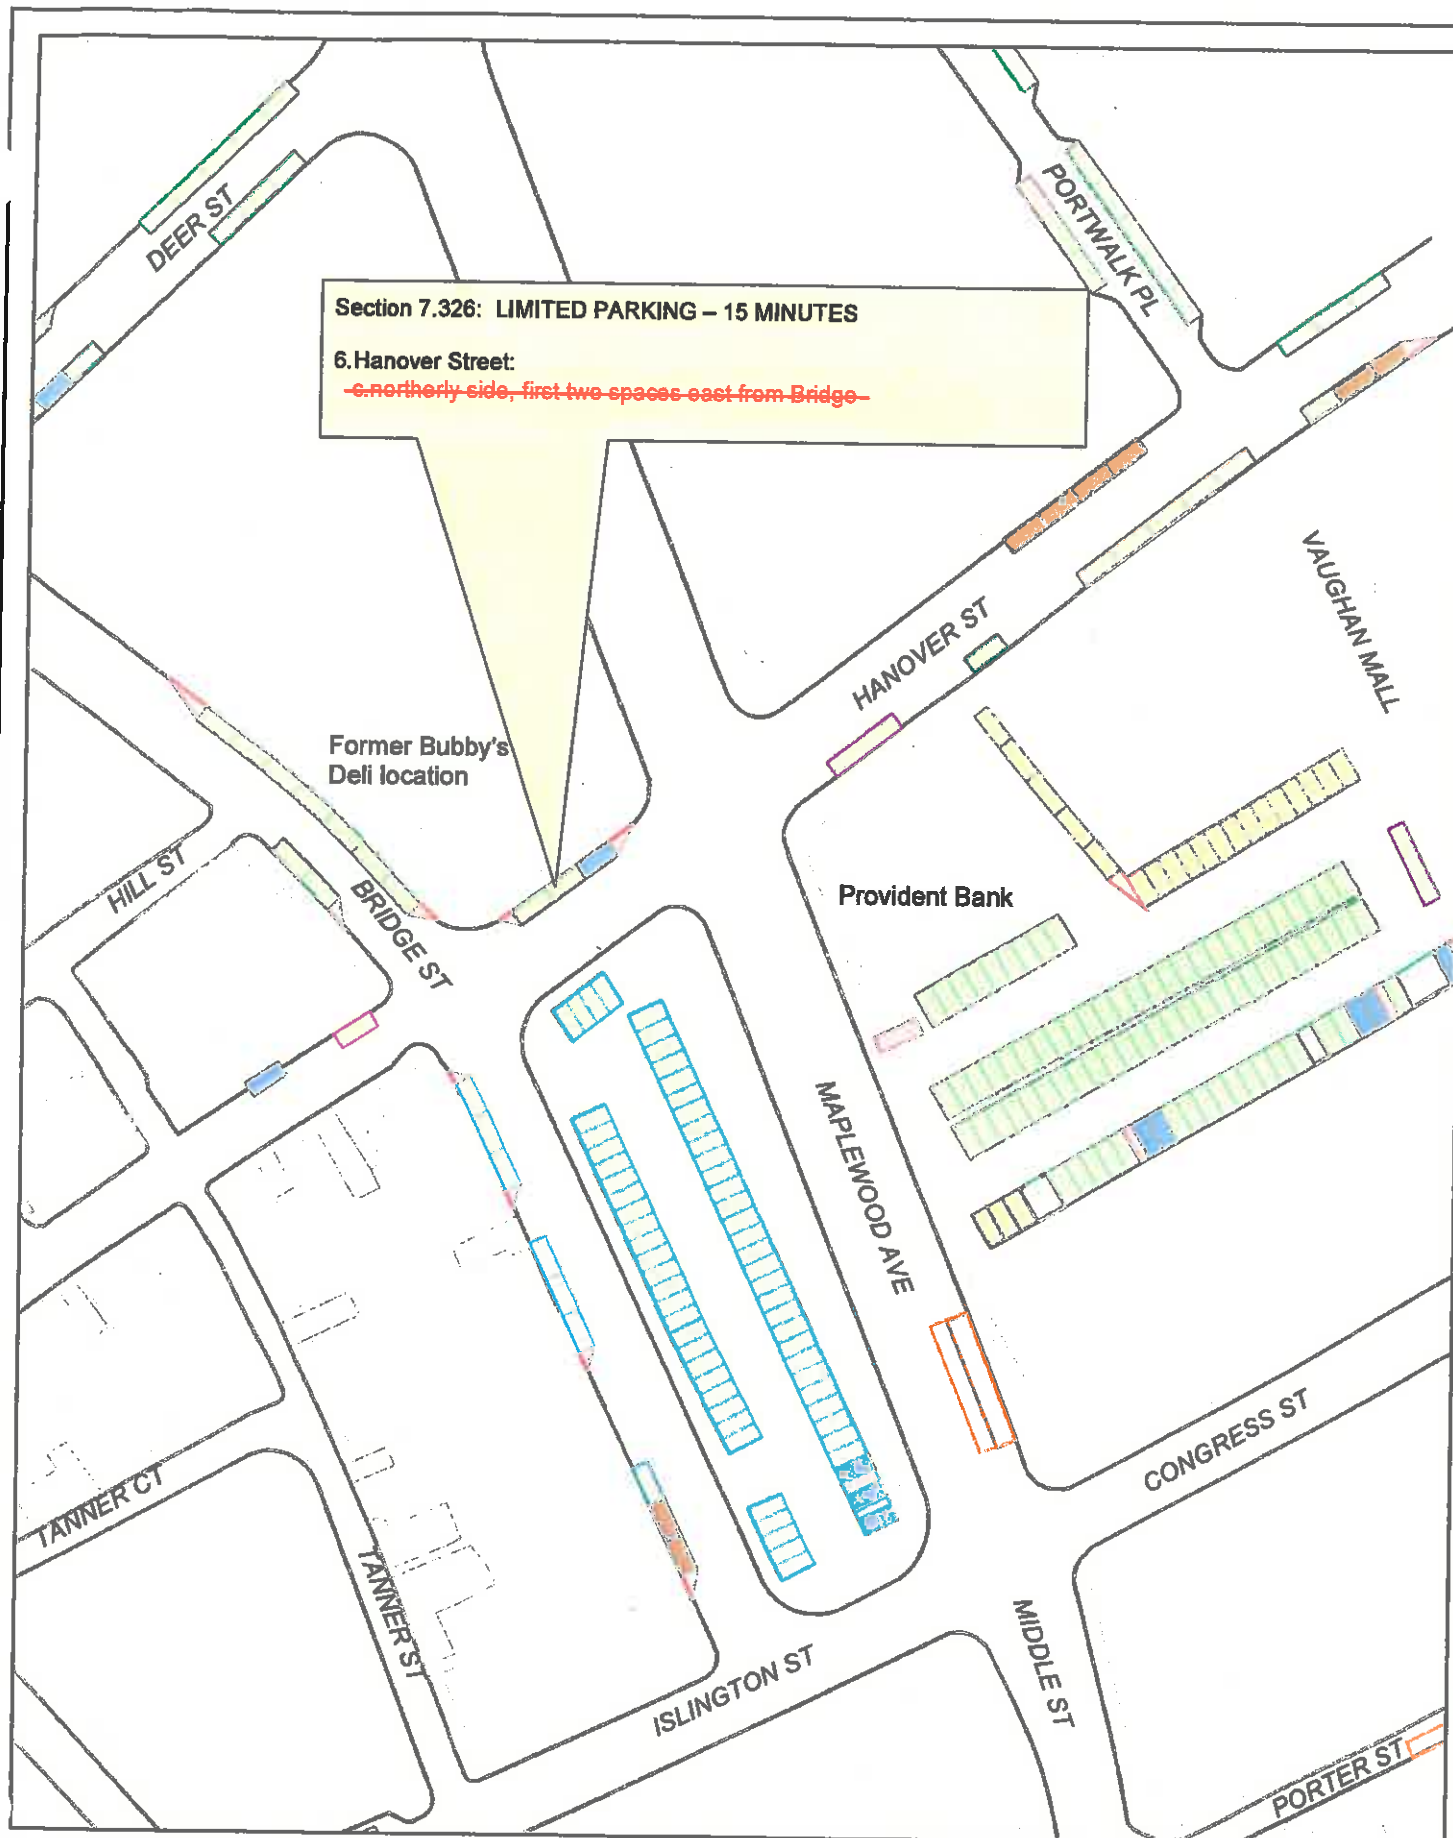 DEER ST
PORTWALK PL
Section 7.326: LIMITED PARKING – 15 MINUTES
6.Hanover Street:
c.northerly side, first two spaces east from Bridge
HANOVER ST
VAUGHAN MALL
Former Bubby's
Deli location
HILL ST
BRIDGE ST
Provident Bank
MAPLEWOOD AVE
CONGRESS ST
TANNER CT
TANNER ST
ISLINGTON ST
MIDDLE ST
PORTER ST